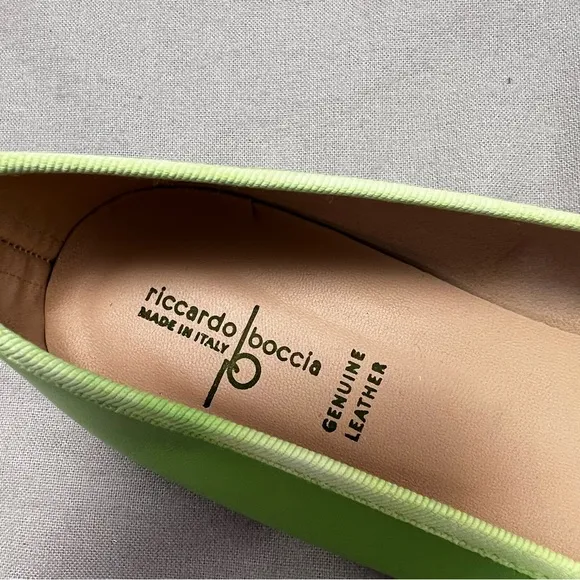 riccardo boccia
MADE IN ITALY
GENUINE
LEATHER